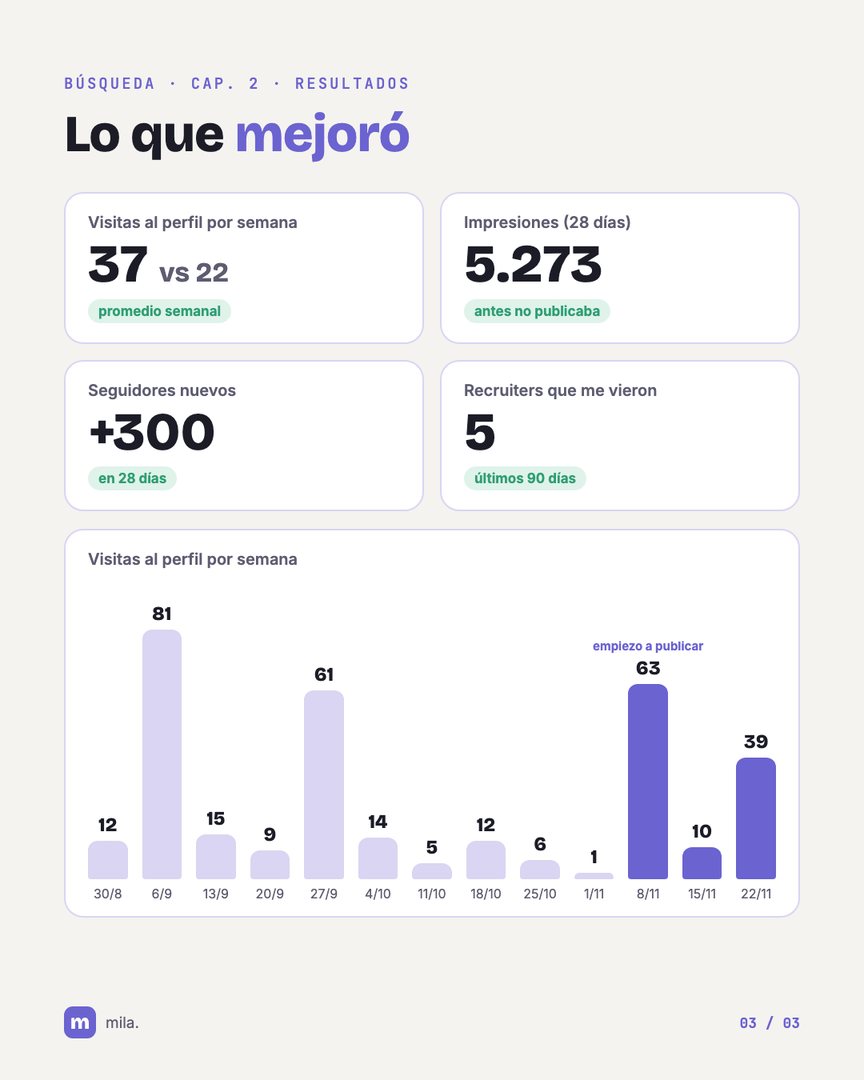 BÚSQUEDA · CAP. 2 · RESULTADOS
Lo que mejoró
Visitas al perfil por semana
37 vs 22
promedio semanal
Impresiones (28 días)
5.273
antes no publicaba
Seguidores nuevos
+300
en 28 días
Recruiters que me vieron
5
últimos 90 días
Visitas al perfil por semana
empiezo a publicar
12 81 15 9 61 14 5 12 6 1 63 10 39
30/8 6/9 13/9 20/9 27/9 4/10 11/10 18/10 25/10 1/11 8/11 15/11 22/11
m mila.
03 / 03